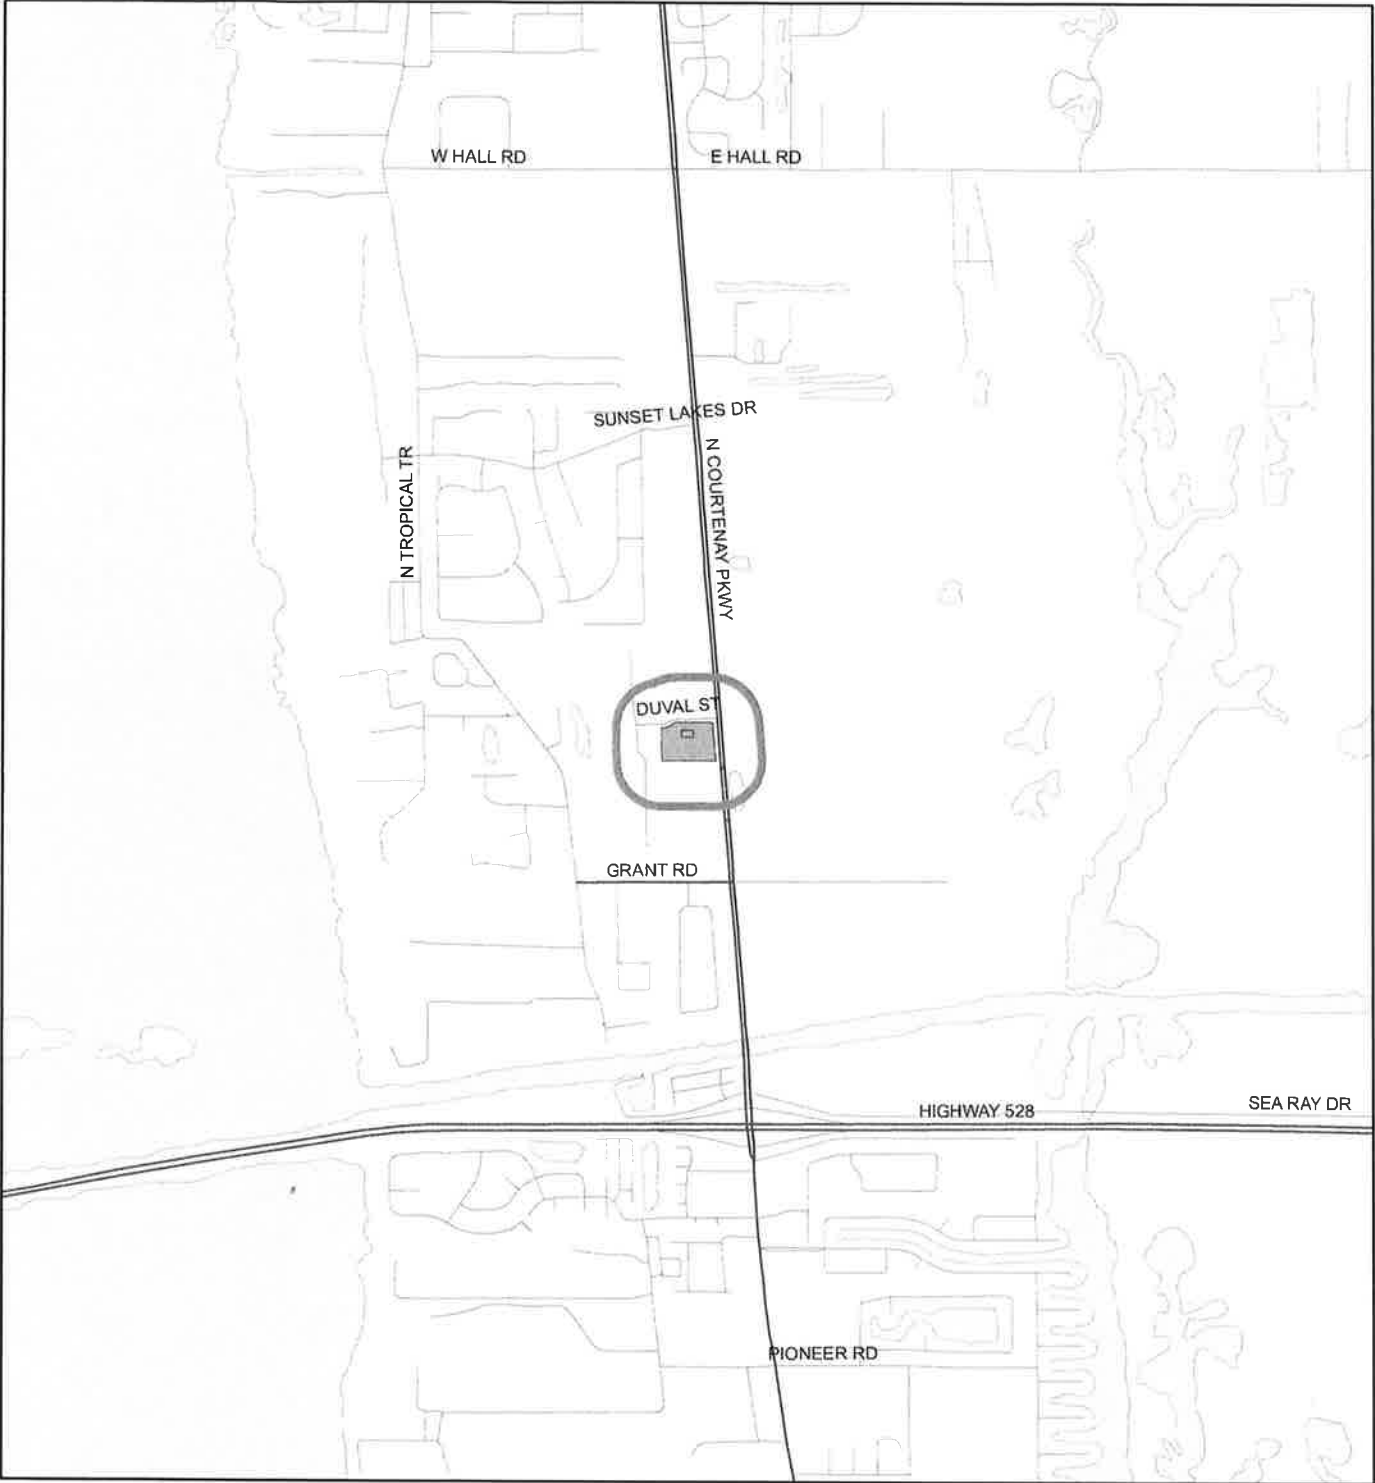 W HALL RD
E HALL RD
SUNSET LAKES DR
N TROPICAL TR
N COURTENAY PKWY
DUVAL ST
GRANT RD
HIGHWAY 528
SEA RAY DR
PIONEER RD